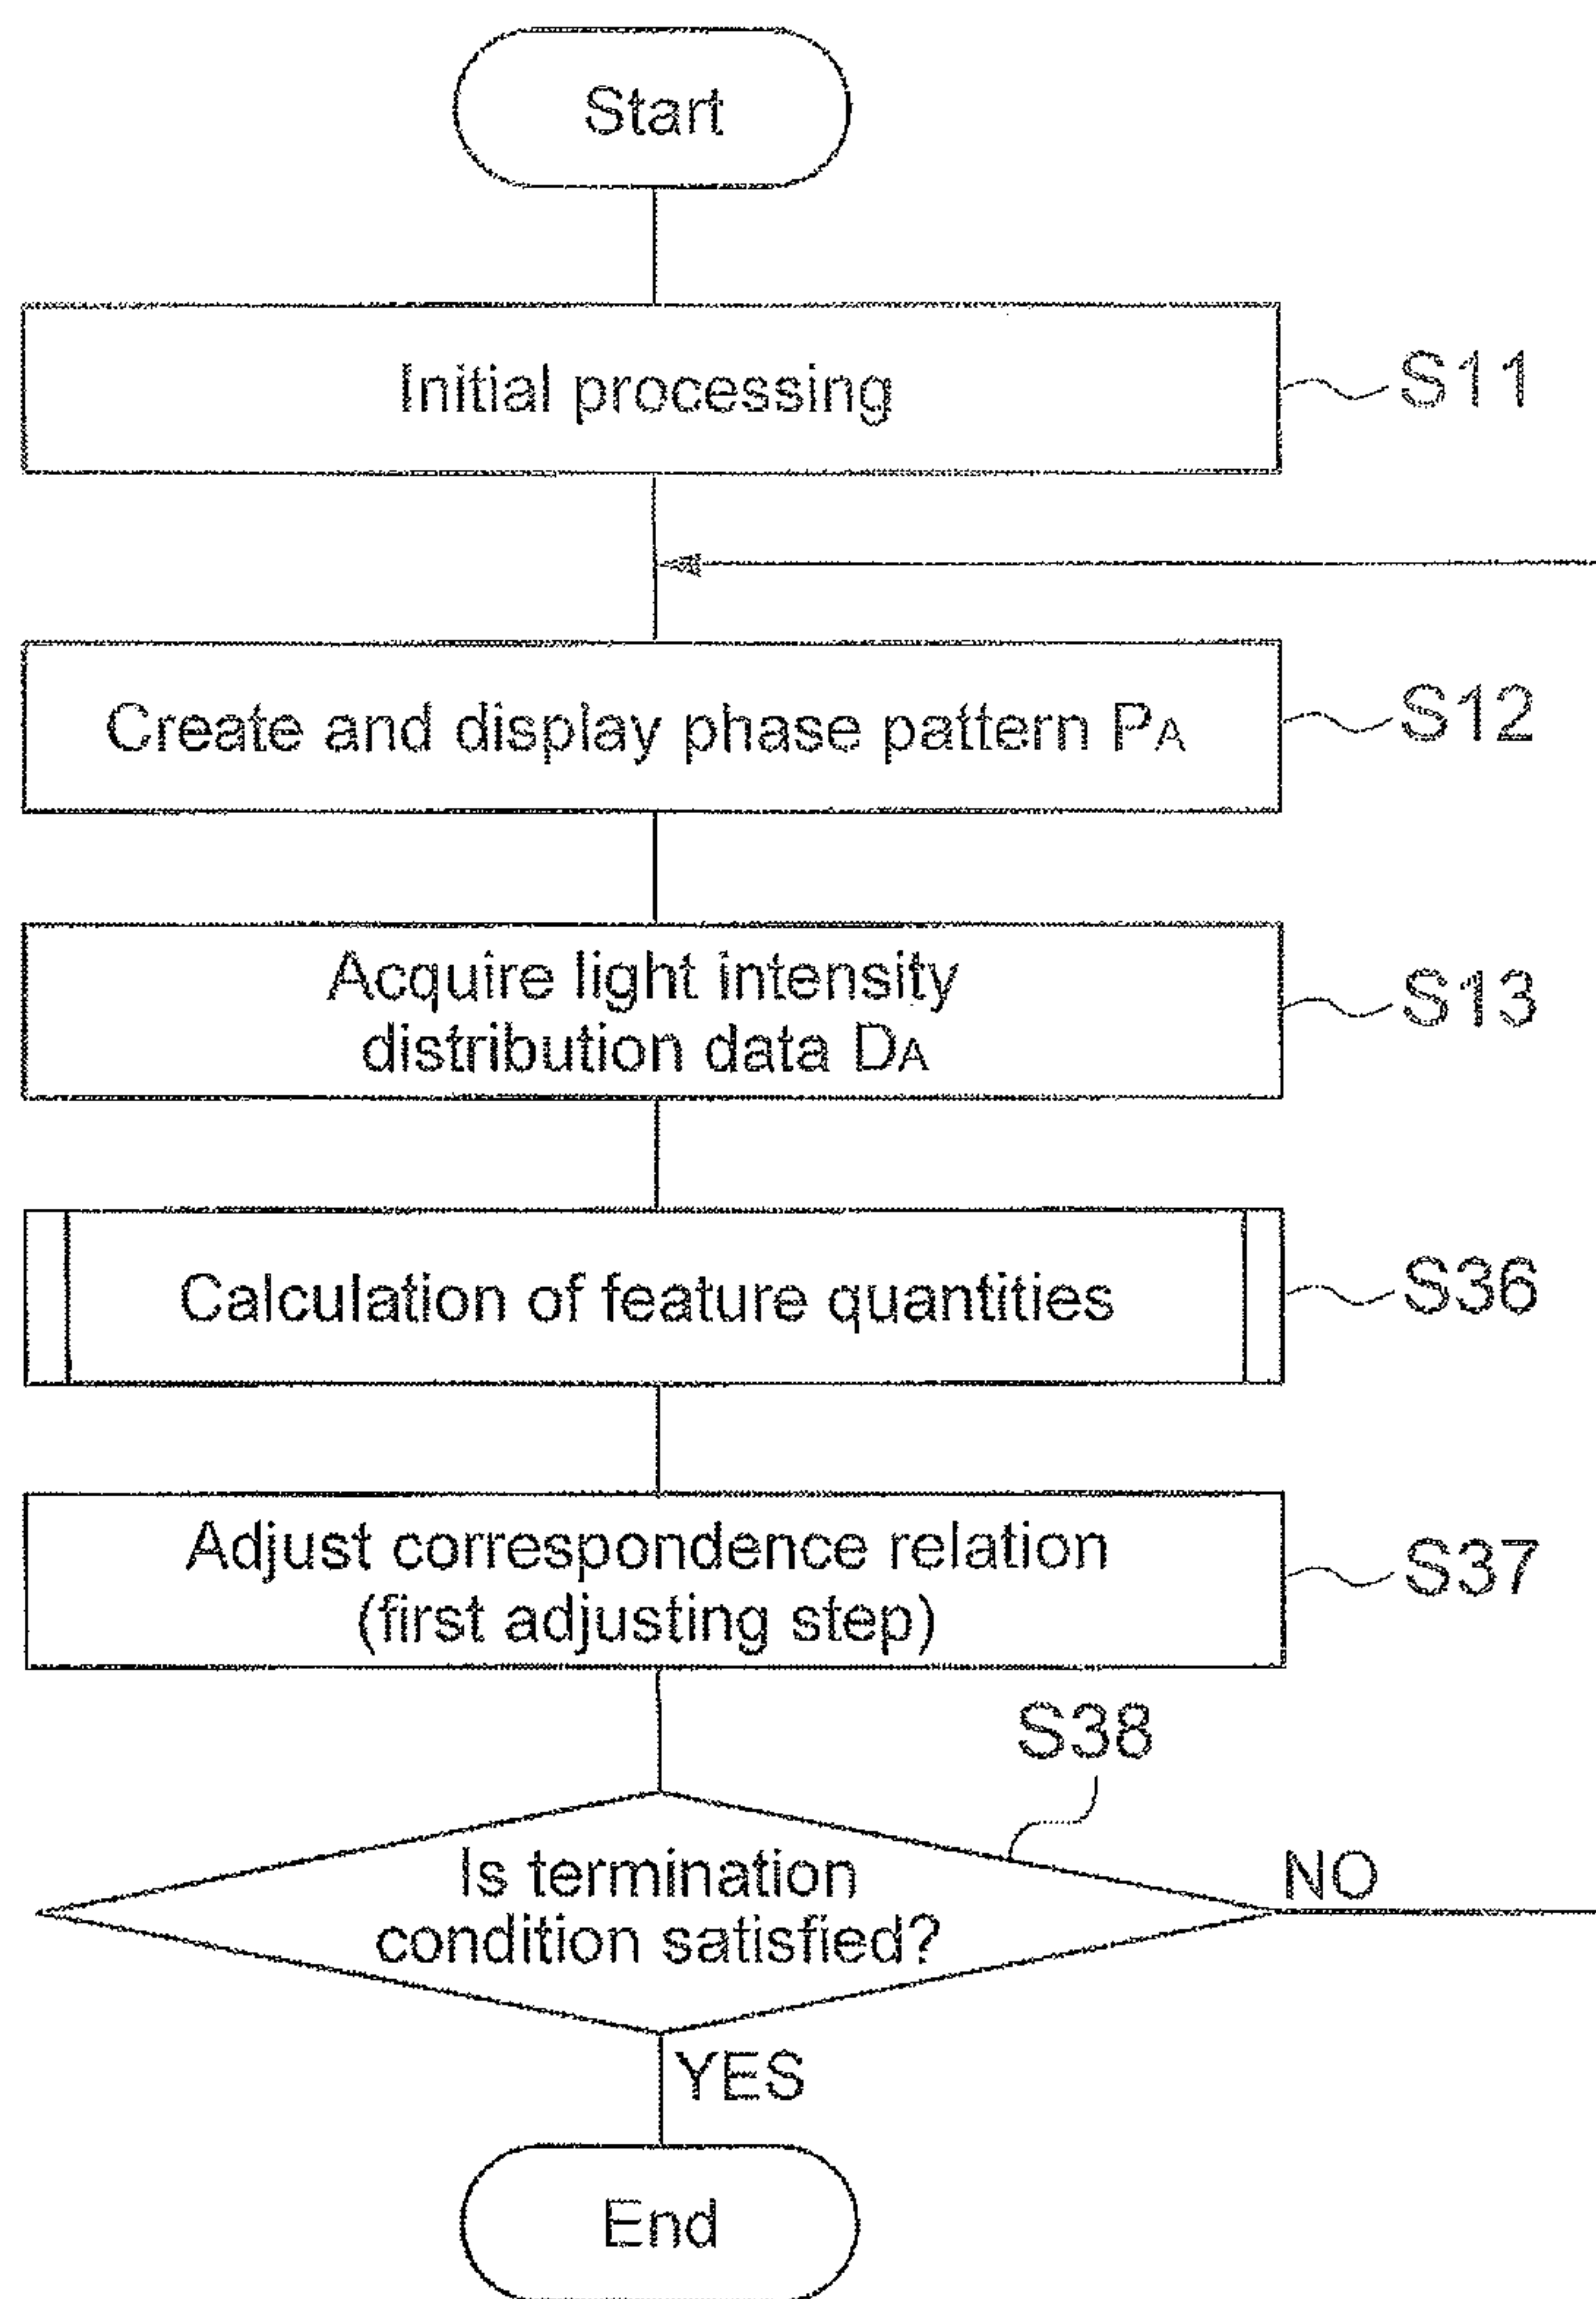 Start
Initial processing
S11
Create and display phase pattern PA
S12
Acquire light intensity
distribution data DA
S13
Calculation of feature quantities
S36
Adjust correspondence relation
(first adjusting step)
S37
S38
Is termination
condition satisfied?
NO
YES
End